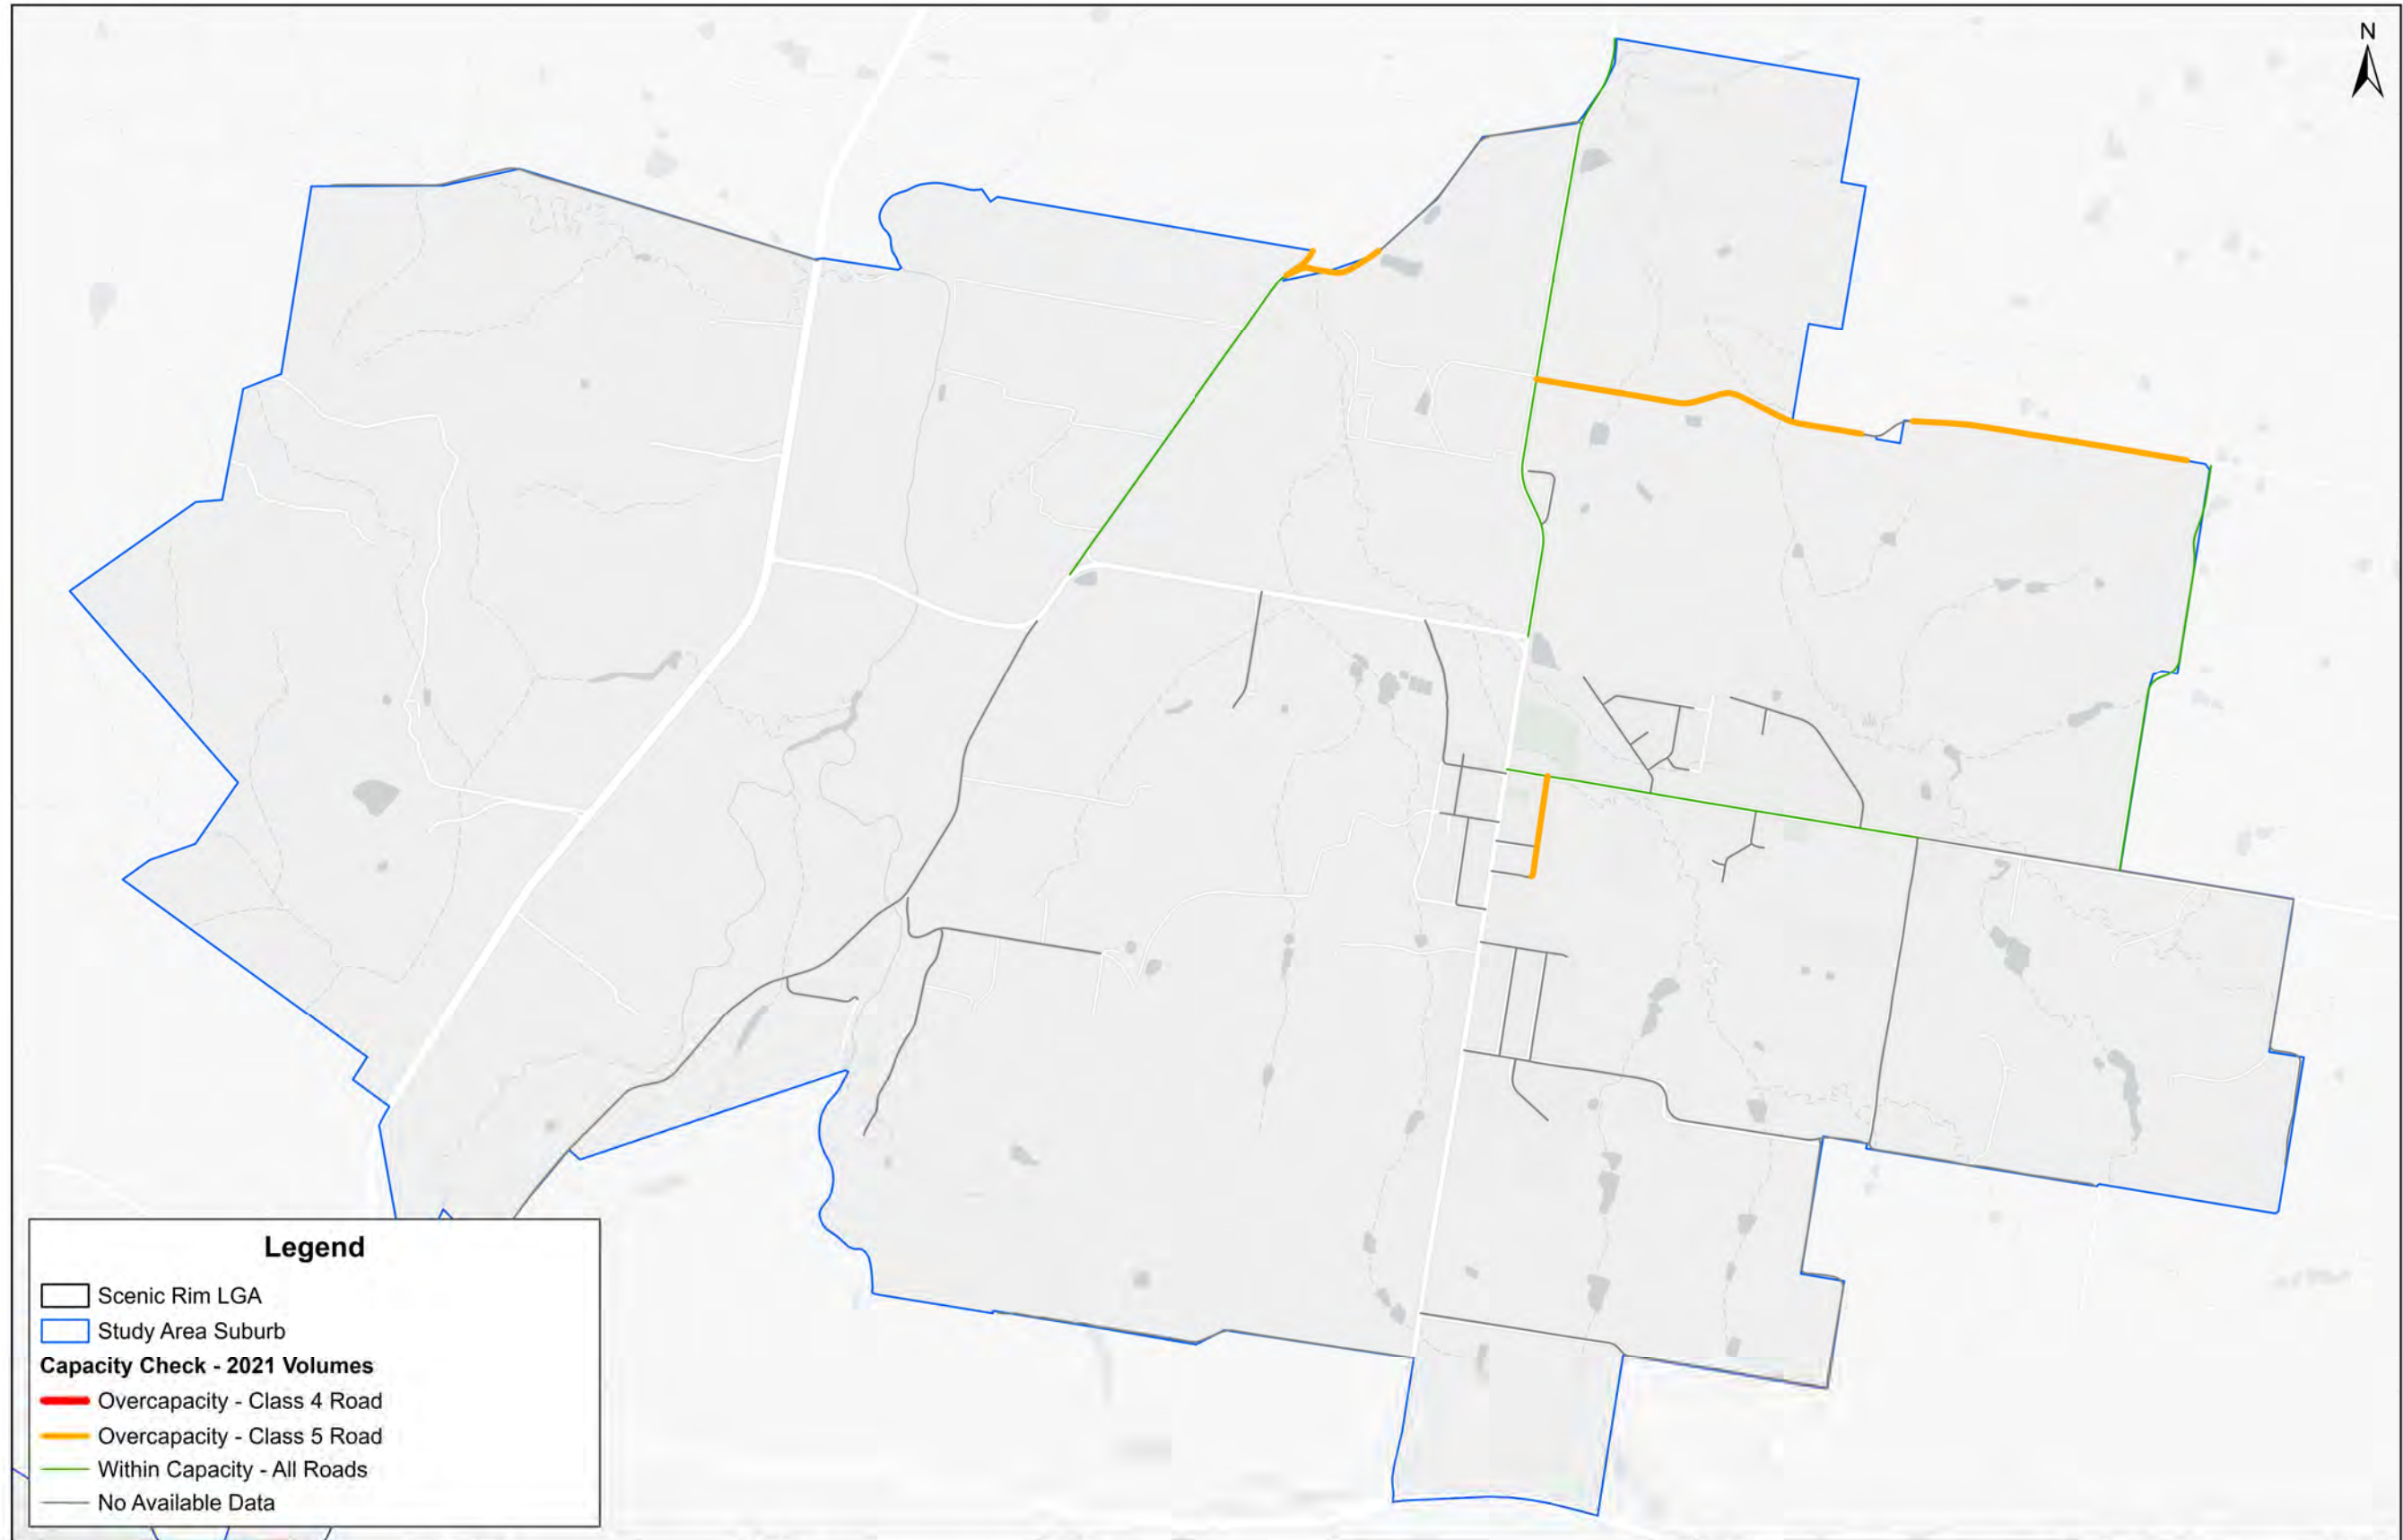 N
Legend
Scenic Rim LGA
Study Area Suburb
Capacity Check - 2021 Volumes
Overcapacity - Class 4 Road
Overcapacity - Class 5 Road
Within Capacity - All Roads
No Available Data